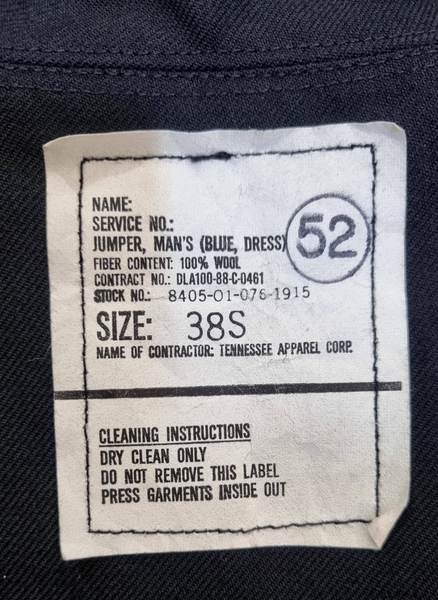 NAME:
SERVICE NO.:
JUMPER, MAN'S (BLUE, DRESS)
52
FIBER CONTENT: 100% WOOL
CONTRACT NO.: DLA100-88-C-0461
STOCK NO.: 8405-01-076-1915
SIZE: 38S
NAME OF CONTRACTOR: TENNESSEE APPAREL CORP.
CLEANING INSTRUCTIONS
DRY CLEAN ONLY
DO NOT REMOVE THIS LABEL
PRESS GARMENTS INSIDE OUT